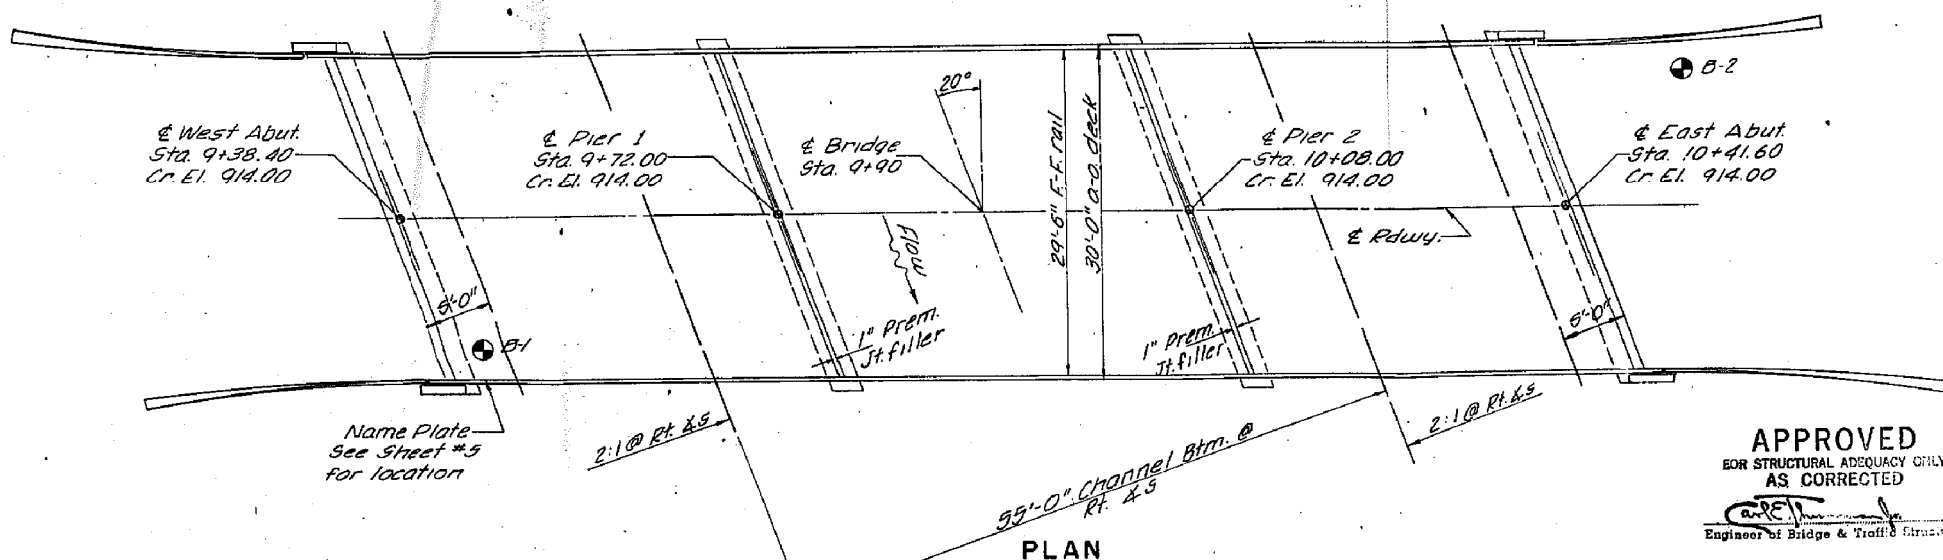 ℄ West Abut.
Sta. 9+38.40
Cr. El. 914.00
℄ Pier 1
Sta. 9+72.00
Cr. El. 914.00
℄ Bridge
Sta. 9+90
20°
29'-6" F-F. rail
30'-0" o-o. deck
℄ Pier 2
Sta. 10+08.00
Cr. El. 914.00
℄ East Abut.
Sta. 10+41.60
Cr. El. 914.00
B-2
℄ Rdwy.
Flow
5'-0"
B-1
1" Prem.
Jt. filler
1" Prem.
Jt. filler
5'-0"
Name Plate
See Sheet #5
for location
2:1 @ Rt. ∡s
55'-0" Channel Btm. @
Rt. ∡s
2:1 @ Rt. ∡s
PLAN
APPROVED
FOR STRUCTURAL ADEQUACY ONLY
AS CORRECTED
Carl E.
Engineer of Bridge & Traffic